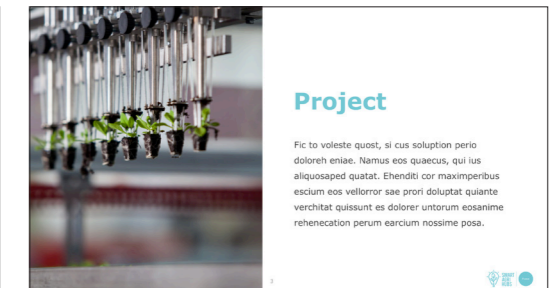 Project
Fic to voleste quost, si cus soluption perio
doloreh eniae. Namus eos quaecus, qui ius
aliquosaped quatat. Ehenditi cor maximperibus
escium eos vellorror sae prori doluptat quiante
verchitat quissunt es dolorer untorum eosanime
rehenecation perum earcium nossime posa.